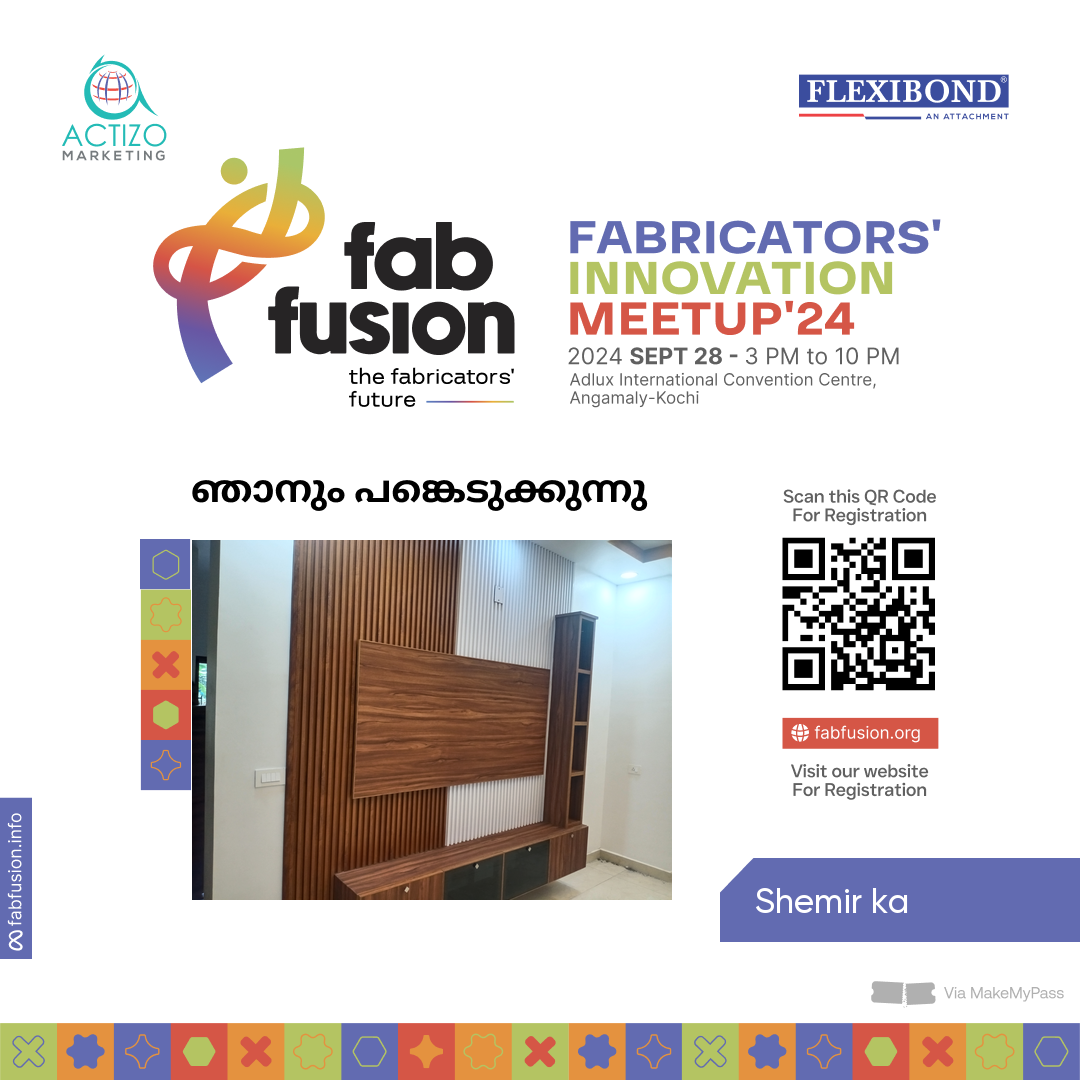 ACTIZO
MARKETING
FLEXIBOND®
AN ATTACHMENT
fab
fusion
the fabricators'
future
FABRICATORS'
INNOVATION
MEETUP'24
2024 SEPT 28 - 3 PM to 10 PM
Adlux International Convention Centre,
Angamaly-Kochi
ഞാനും പങ്കെടുക്കുന്നു
Scan this QR Code
For Registration
fabfusion.org
Visit our website
For Registration
fabfusion.info
Shemir ka
Via MakeMyPass